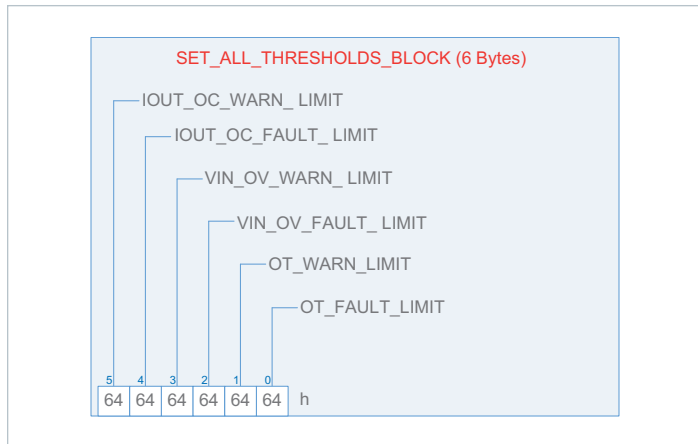 SET_ALL_THRESHOLDS_BLOCK (6 Bytes)
IOUT_OC_WARN_ LIMIT
IOUT_OC_FAULT_ LIMIT
VIN_OV_WARN_ LIMIT
VIN_OV_FAULT_ LIMIT
OT_WARN_LIMIT
OT_FAULT_LIMIT
5 4 3 2 1 0
64 64 64 64 64 64 h